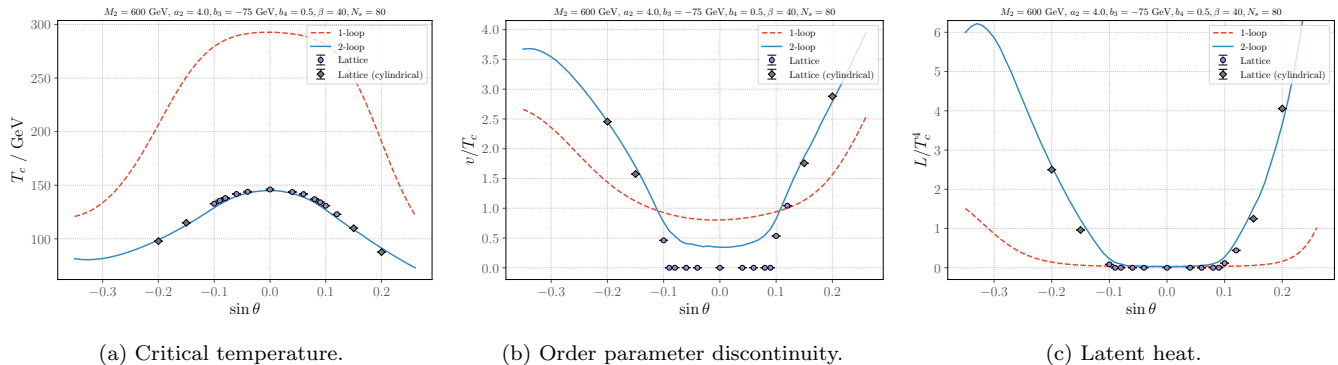 M₂ = 600 GeV, a₂ = 4.0, b₃ = −75 GeV, b₄ = 0.5, β = 40, Nₛ = 80
300
250
200
150
100
T_c / GeV
1-loop
2-loop
Lattice
Lattice (cylindrical)
−0.3 −0.2 −0.1 0.0 0.1 0.2
sin θ
(a) Critical temperature.
M₂ = 600 GeV, a₂ = 4.0, b₃ = −75 GeV, b₄ = 0.5, β = 40, Nₛ = 80
4.0
3.5
3.0
2.5
2.0
1.5
1.0
0.5
0.0
v/T_c
1-loop
2-loop
Lattice
Lattice (cylindrical)
−0.3 −0.2 −0.1 0.0 0.1 0.2
sin θ
(b) Order parameter discontinuity.
M₂ = 600 GeV, a₂ = 4.0, b₃ = −75 GeV, b₄ = 0.5, β = 40, Nₛ = 80
6
5
4
3
2
1
0
L/T_c⁴
1-loop
2-loop
Lattice
Lattice (cylindrical)
−0.3 −0.2 −0.1 0.0 0.1 0.2
sin θ
(c) Latent heat.